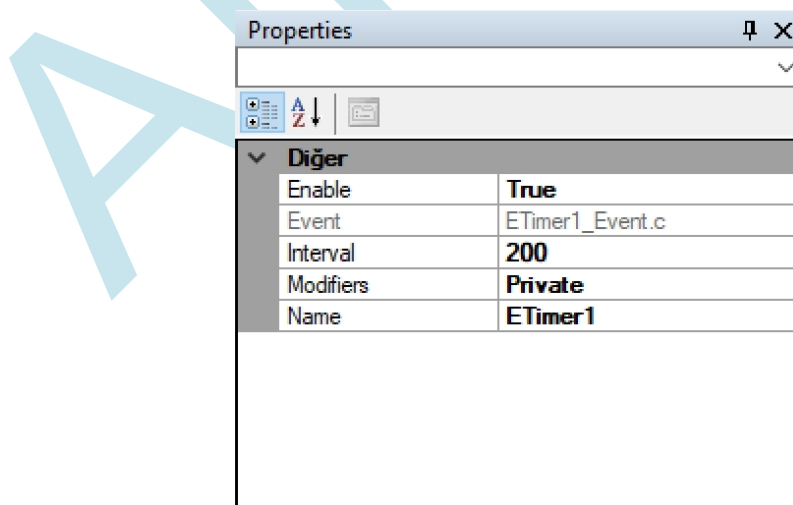 Properties
Diğer
Enable True
Event ETimer1_Event.c
Interval 200
Modifiers Private
Name ETimer1